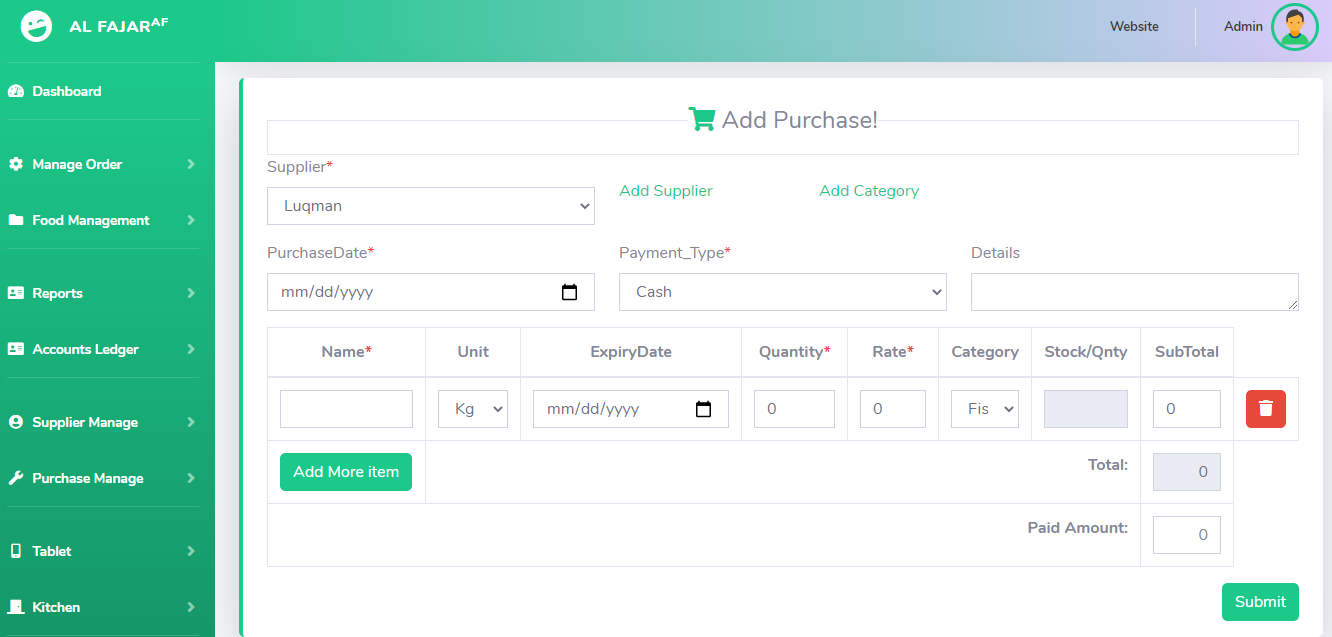 AL FAJAR AF
Website
Admin
Dashboard
Manage Order
Food Management
Reports
Accounts Ledger
Supplier Manage
Purchase Manage
Tablet
Kitchen
Add Purchase!
Supplier*
Luqman
Add Supplier
Add Category
PurchaseDate*
Payment_Type*
Details
mm/dd/yyyy
Cash
Name* Unit ExpiryDate Quantity* Rate* Category Stock/Qnty SubTotal
Kg mm/dd/yyyy 0 0 Fis 0
Add More item Total: 0
Paid Amount: 0
Submit